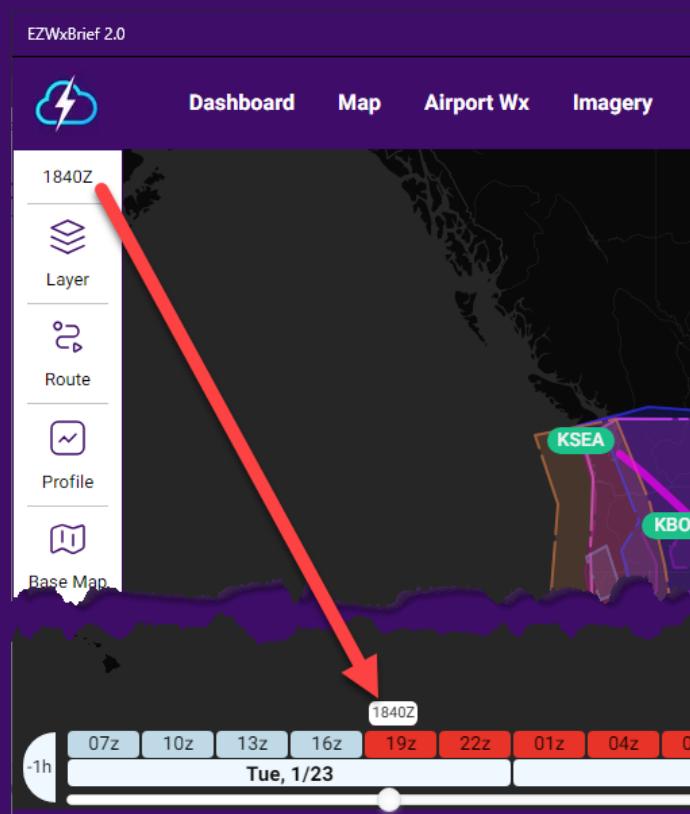 EZWxBrief 2.0
Dashboard Map Airport Wx Imagery
1840Z
Layer
Route
Profile
Base Map
KSEA
KBO
1840Z
07z 10z 13z 16z 19z 22z 01z 04z
-1h
Tue, 1/23